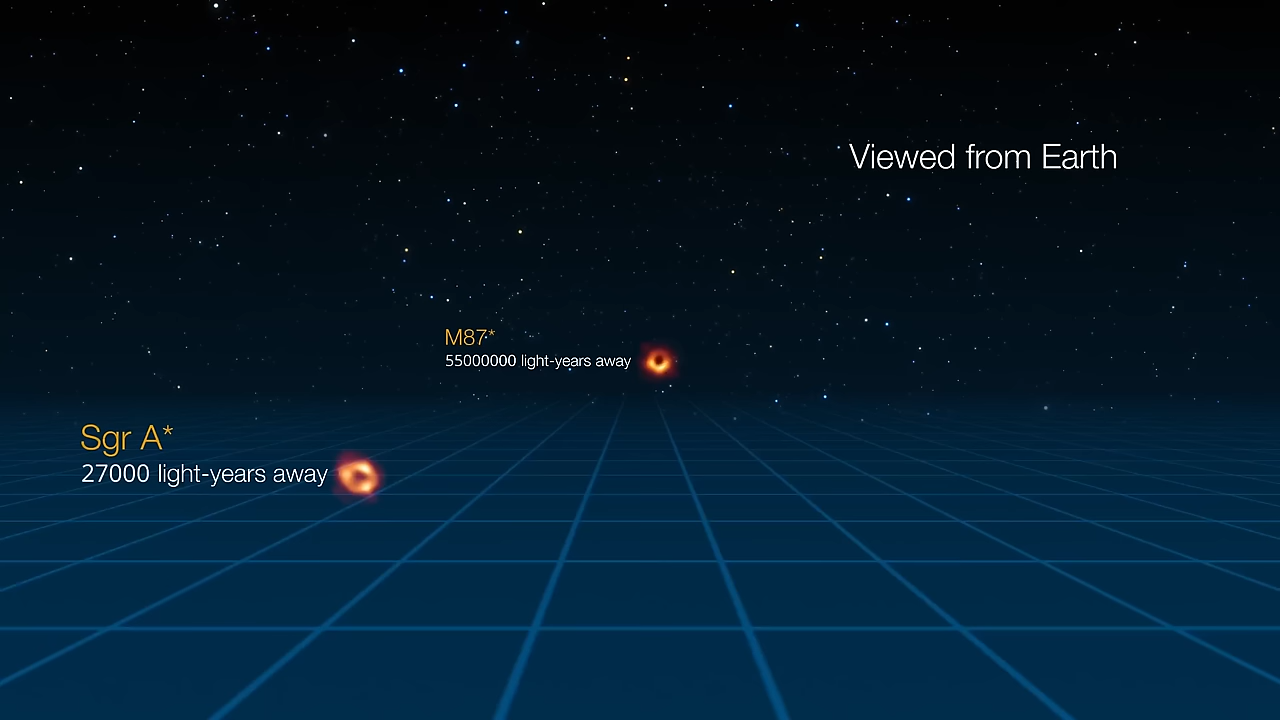 Viewed from Earth
M87*
55000000 light-years away
Sgr A*
27000 light-years away